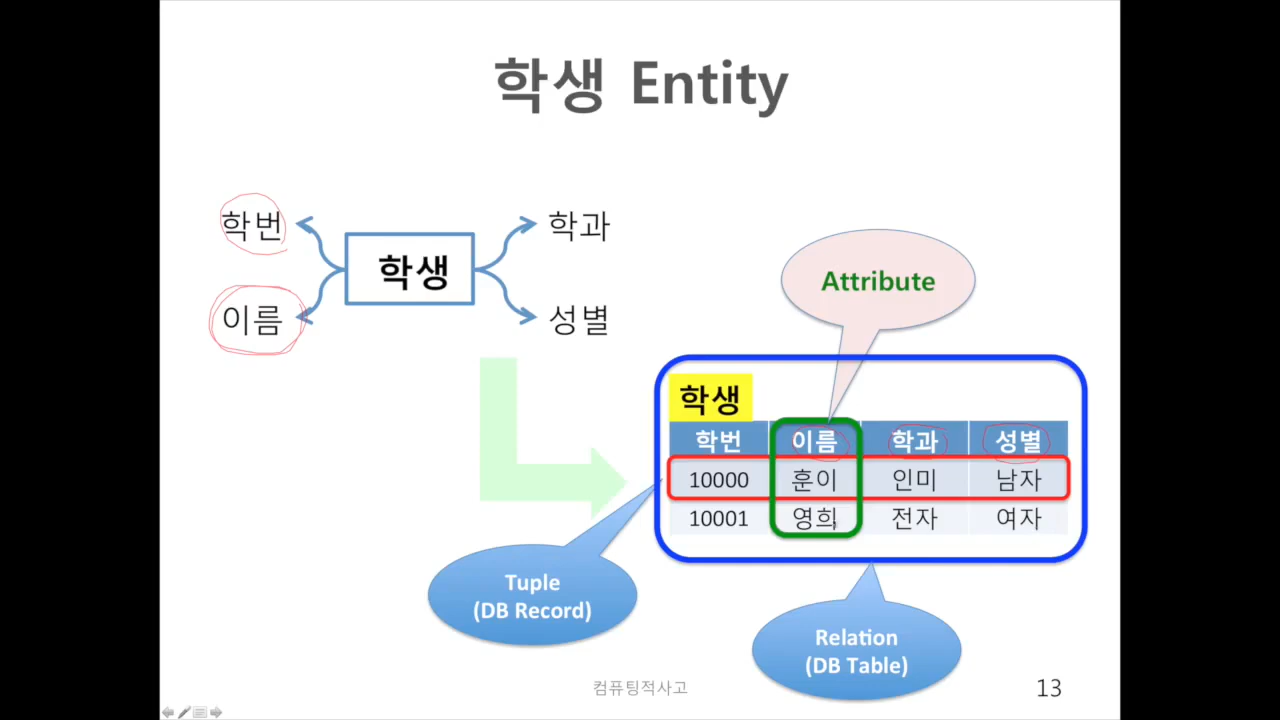 학생 Entity
학번
학과
학생
이름
성별
Attribute
학생
학번 이름 학과 성별
10000 훈이 인미 남자
10001 영희 전자 여자
Tuple
(DB Record)
Relation
(DB Table)
컴퓨팅적사고
13